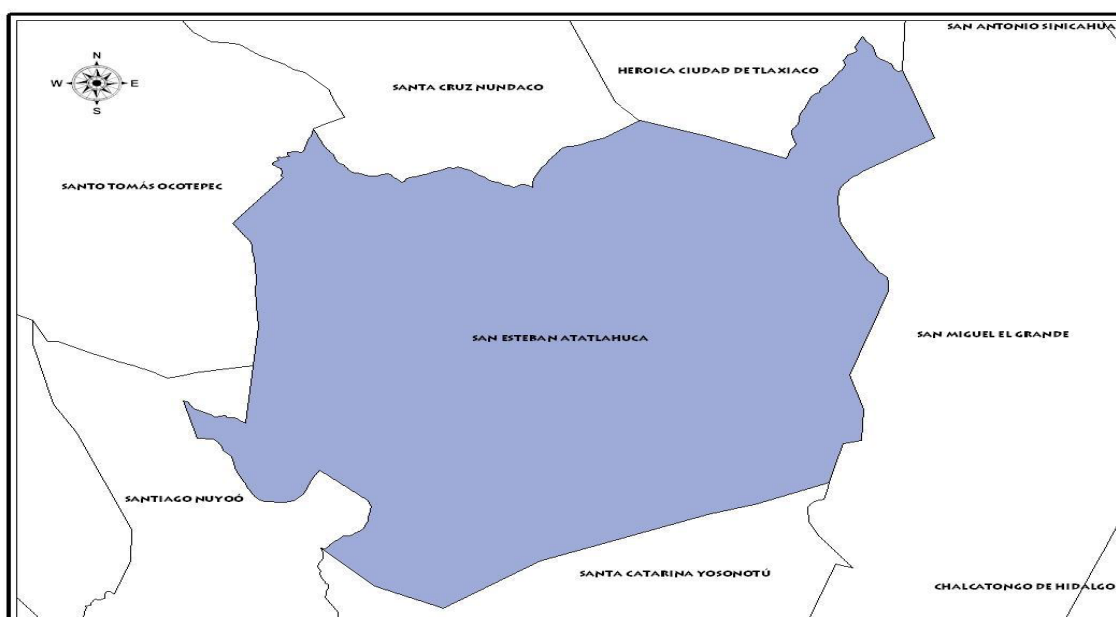 SAN ANTONIO SINICAHUA
N
HEROICA CIUDAD DE TLAXIACO
W E
SANTA CRUZ NUNDACO
S
SANTO TOMÁS OCOTEPEC
SAN MIGUEL EL GRANDE
SAN ESTEBAN ATATLAHUCA
SANTIAGO NUYOÓ
SANTA CATARINA YOSONOTÚ
CHALCATONGO DE HIDALGO